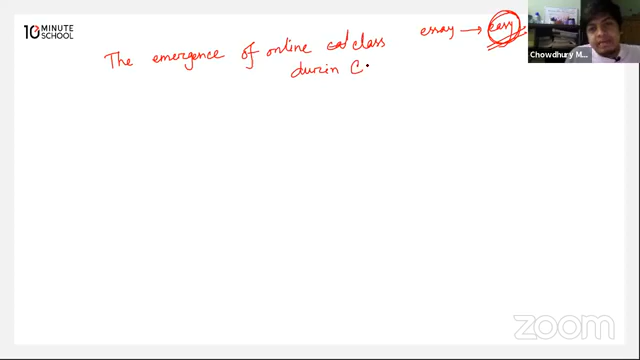 10 MINUTE SCHOOL
essay → easy
The emergence of online class
durin C
Chowdhury M...
zoom